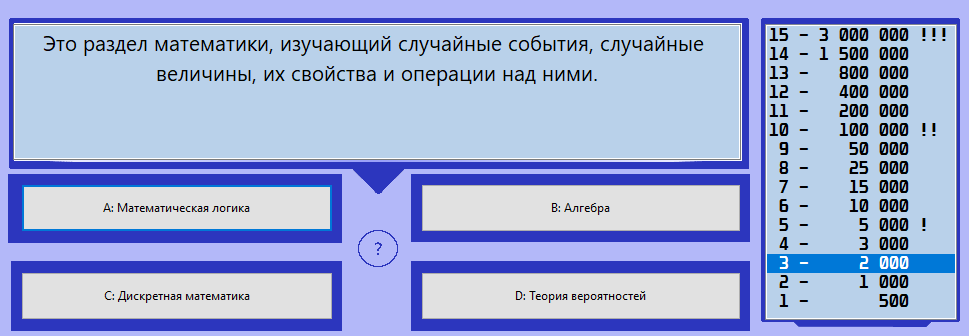 Это раздел математики, изучающий случайные события, случайные
величины, их свойства и операции над ними.
A: Математическая логика
B: Алгебра
?
C: Дискретная математика
D: Теория вероятностей
15 - 3 000 000 !!!
14 - 1 500 000
13 - 800 000
12 - 400 000
11 - 200 000
10 - 100 000 !!
9 - 50 000
8 - 25 000
7 - 15 000
6 - 10 000
5 - 5 000 !
4 - 3 000
3 - 2 000
2 - 1 000
1 - 500